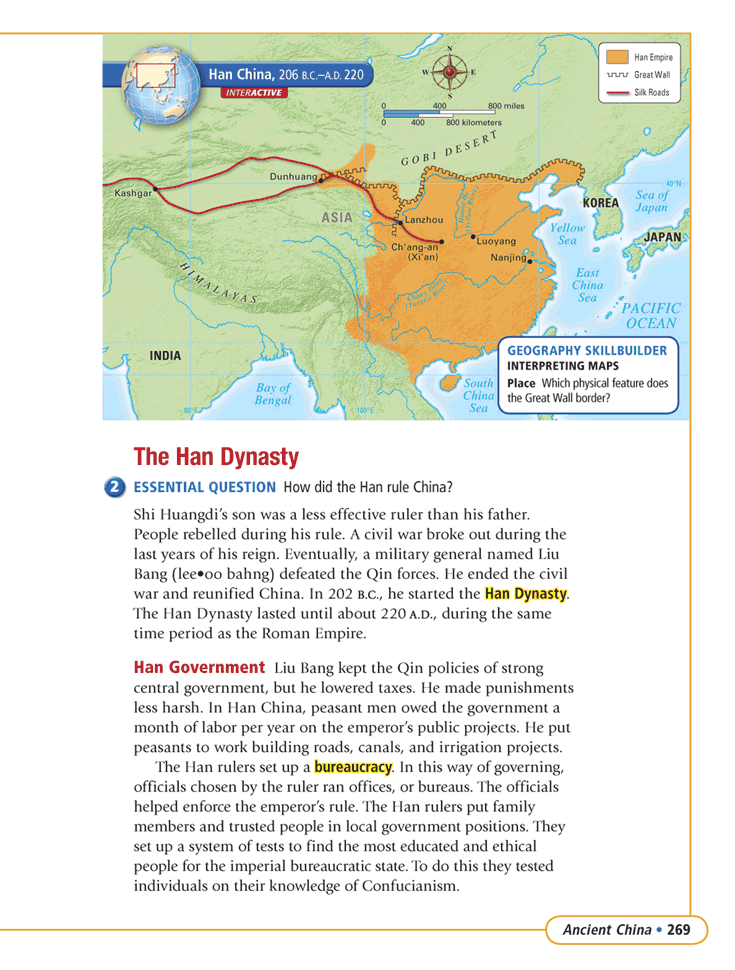 Han China, 206 B.C.–A.D. 220
INTERACTIVE
N
W
E
S
0 400 800 miles
0 400 800 kilometers
Han Empire
Great Wall
Silk Roads
GOBI DESERT
Dunhuang
Kashgar
ASIA
Lanzhou
Huang He
(Yellow River)
40°N
Sea of
Japan
KOREA
Yellow
Sea
JAPAN
Ch'ang-an
(Xi'an)
Luoyang
Nanjing
HIMALAYAS
Chang Jiang
(Yangtze River)
East
China
Sea
PACIFIC
OCEAN
INDIA
Bay of
Bengal
80°E
100°E
South
China
Sea
GEOGRAPHY SKILLBUILDER
INTERPRETING MAPS
Place Which physical feature does
the Great Wall border?
The Han Dynasty
2 ESSENTIAL QUESTION How did the Han rule China?
Shi Huangdi's son was a less effective ruler than his father.
People rebelled during his rule. A civil war broke out during the
last years of his reign. Eventually, a military general named Liu
Bang (lee•oo bahng) defeated the Qin forces. He ended the civil
war and reunified China. In 202 B.C., he started the Han Dynasty.
The Han Dynasty lasted until about 220 A.D., during the same
time period as the Roman Empire.
Han Government Liu Bang kept the Qin policies of strong
central government, but he lowered taxes. He made punishments
less harsh. In Han China, peasant men owed the government a
month of labor per year on the emperor's public projects. He put
peasants to work building roads, canals, and irrigation projects.
The Han rulers set up a bureaucracy. In this way of governing,
officials chosen by the ruler ran offices, or bureaus. The officials
helped enforce the emperor's rule. The Han rulers put family
members and trusted people in local government positions. They
set up a system of tests to find the most educated and ethical
people for the imperial bureaucratic state. To do this they tested
individuals on their knowledge of Confucianism.
Ancient China • 269